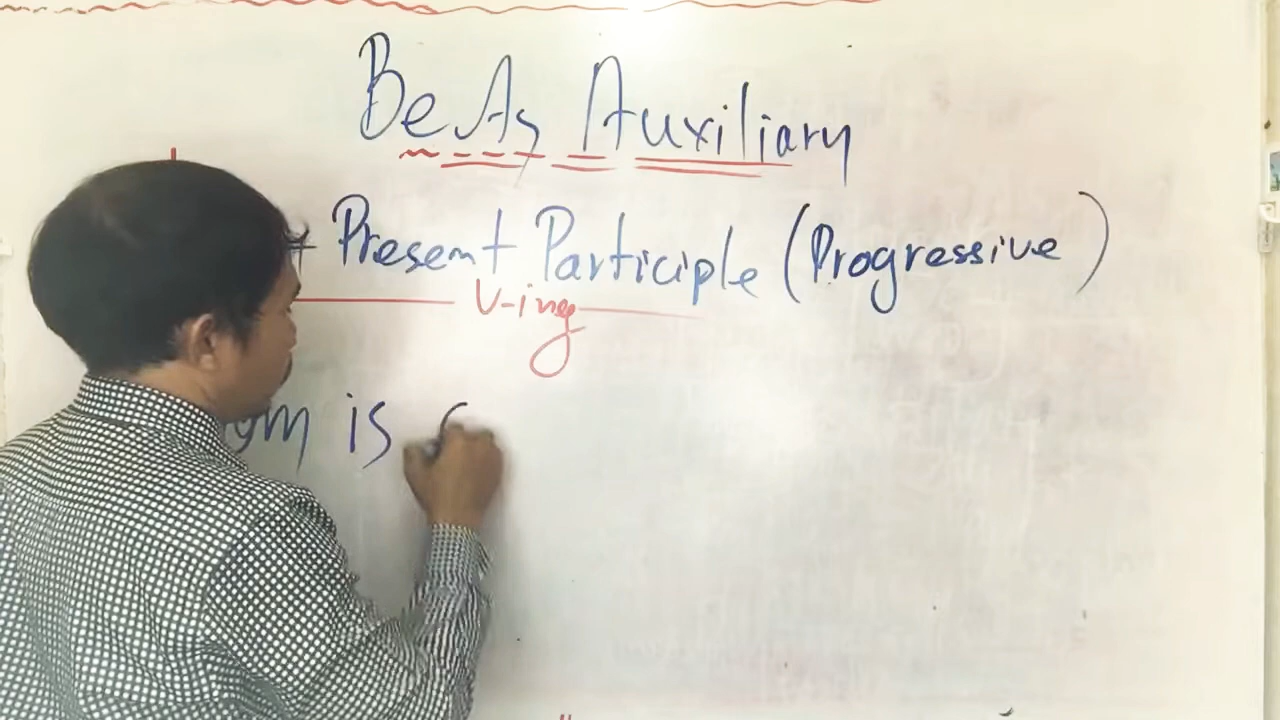 Be As Auxiliary
+ Present Participle (Progressive)
V-ing
is